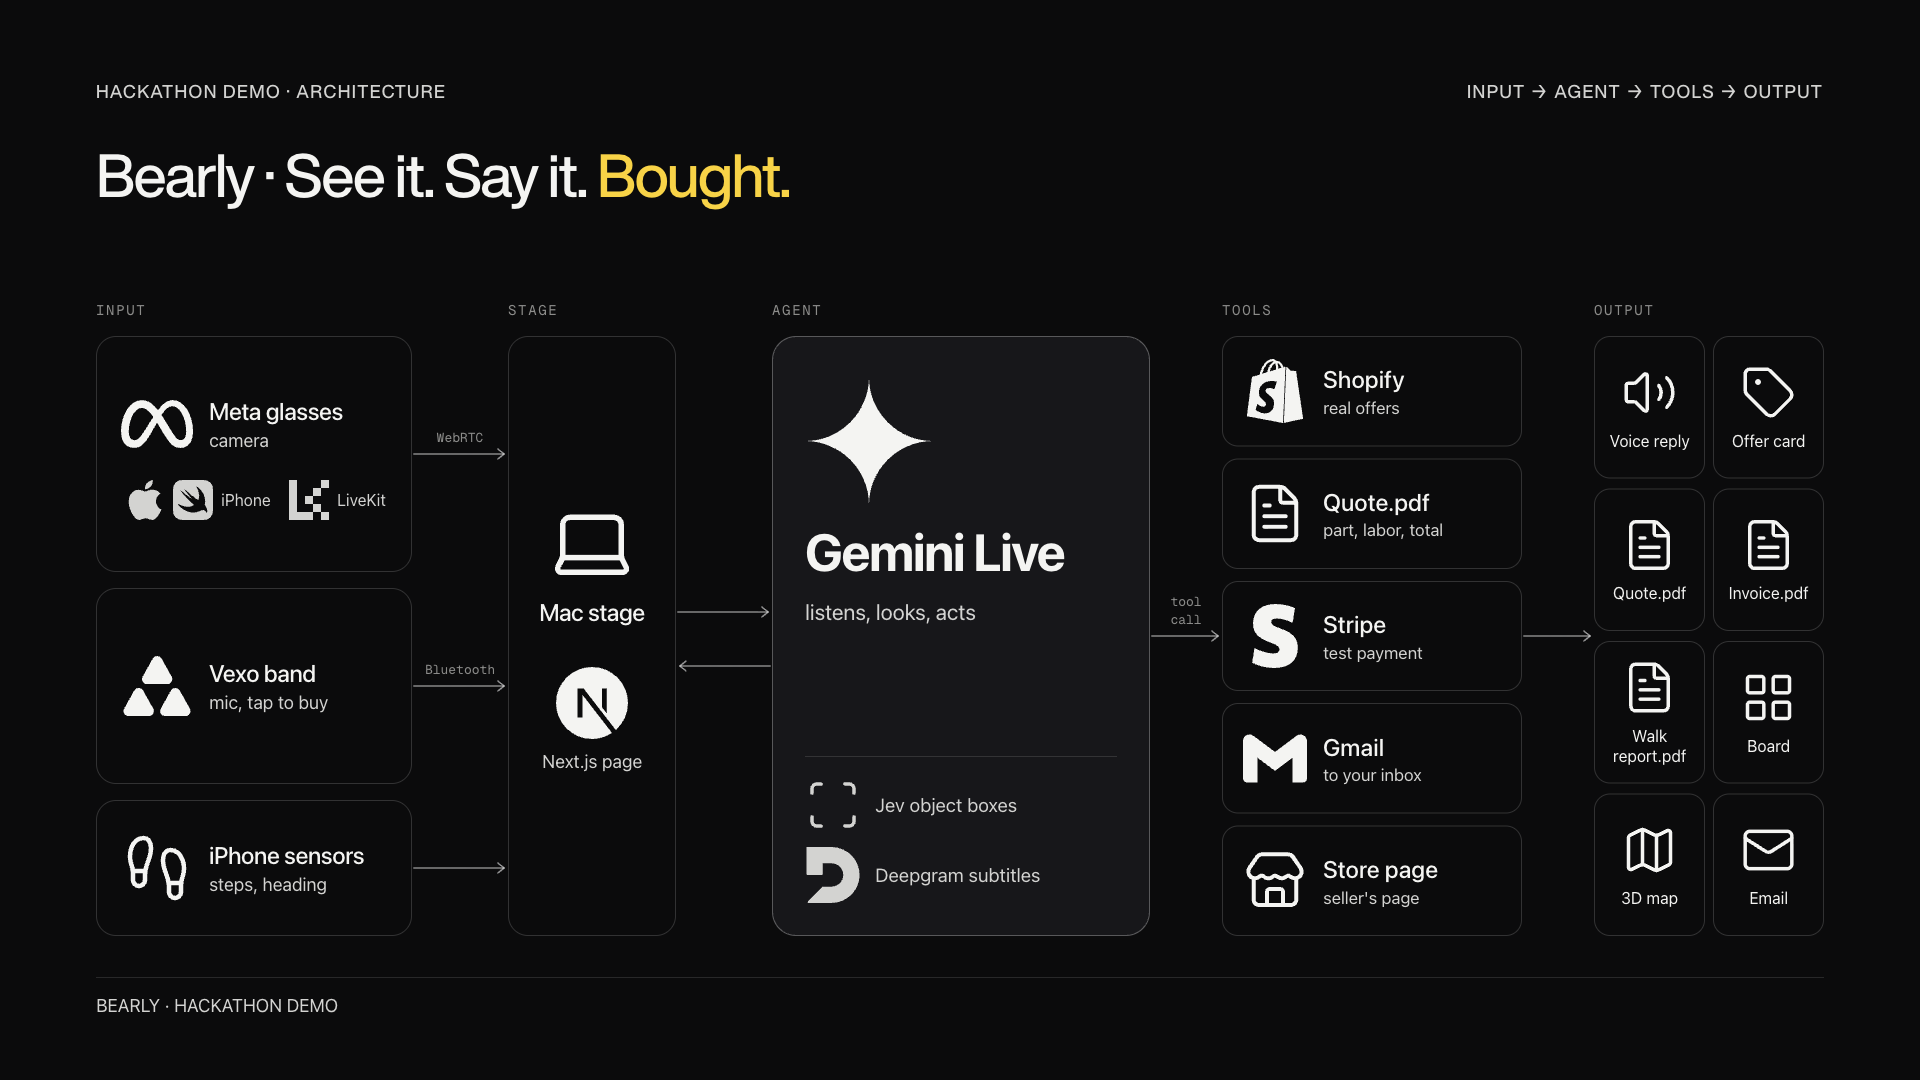 HACKATHON DEMO · ARCHITECTURE
INPUT → AGENT → TOOLS → OUTPUT
Bearly · See it. Say it. Bought.
INPUT
Meta glasses
camera
iPhone
LiveKit
Vexo band
mic, tap to buy
iPhone sensors
steps, heading
WebRTC
Bluetooth
STAGE
Mac stage
Next.js page
AGENT
Gemini Live
listens, looks, acts
Jev object boxes
Deepgram subtitles
tool
call
TOOLS
Shopify
real offers
Quote.pdf
part, labor, total
Stripe
test payment
Gmail
to your inbox
Store page
seller's page
OUTPUT
Voice reply
Offer card
Quote.pdf
Invoice.pdf
Walk
report.pdf
Board
3D map
Email
BEARLY · HACKATHON DEMO